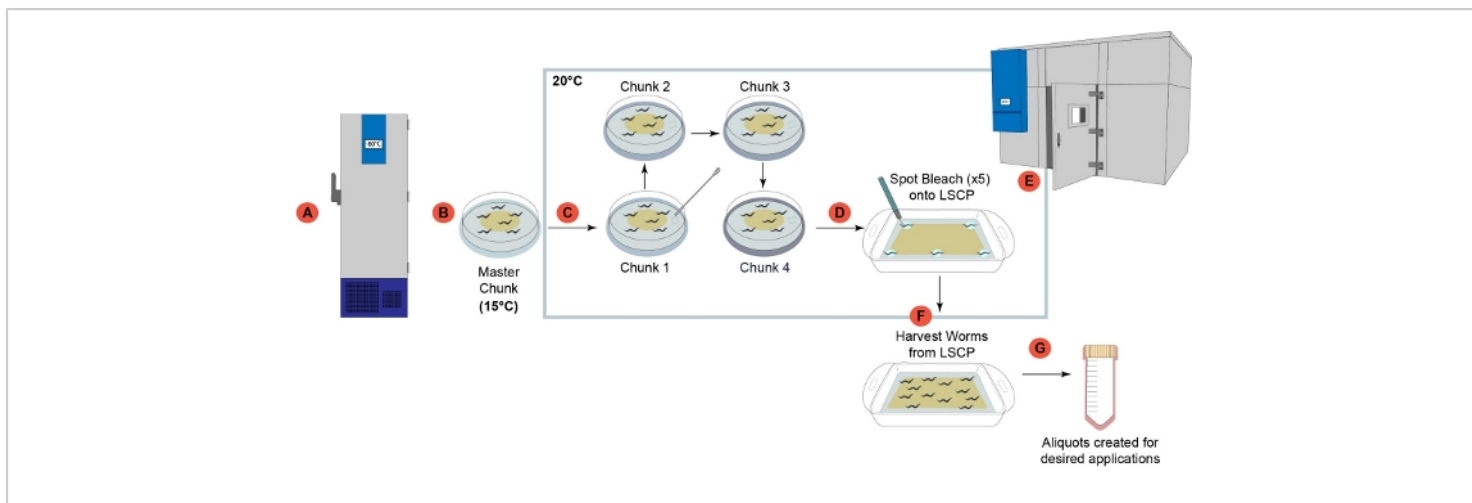 20°C
Chunk 2
Chunk 3
-80°C
Spot Bleach (x5)
onto LSCP
E
A
B
C
D
Chunk 1
Chunk 4
Master
Chunk
(15°C)
F
Harvest Worms
from LSCP
G
Aliquots created for
desired applications